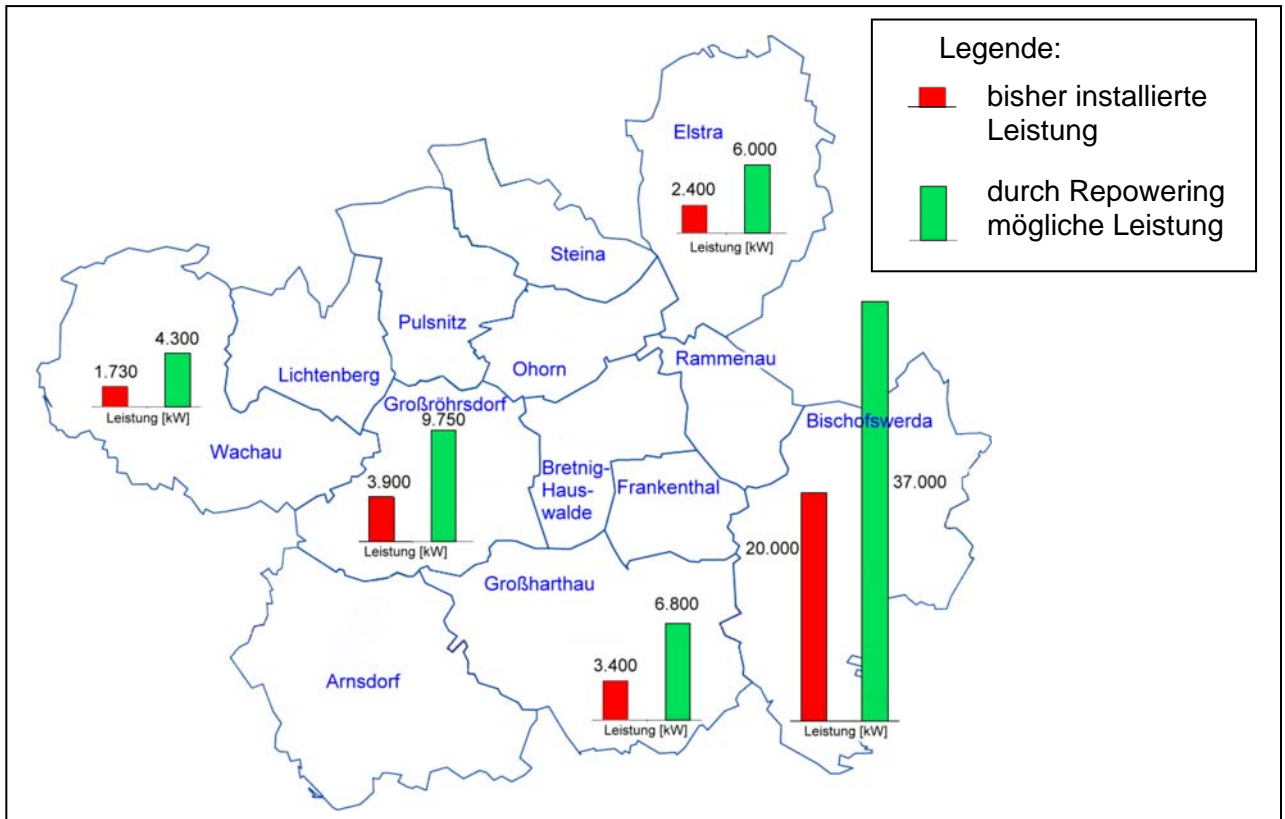 Legende:
bisher installierte
Leistung
durch Repowering
mögliche Leistung
Elstra
6.000
2.400
Leistung [kW]
Steina
Pulsnitz
Ohorn
Rammenau
4.300
1.730
Leistung [kW]
Lichtenberg
Wachau
Großröhrsdorf
9.750
3.900
Leistung [kW]
Bretnig-
Haus-
walde
Frankenthal
Bischofswerda
37.000
20.000
Leistung [kW]
Großharthau
6.800
3.400
Leistung [kW]
Arnsdorf